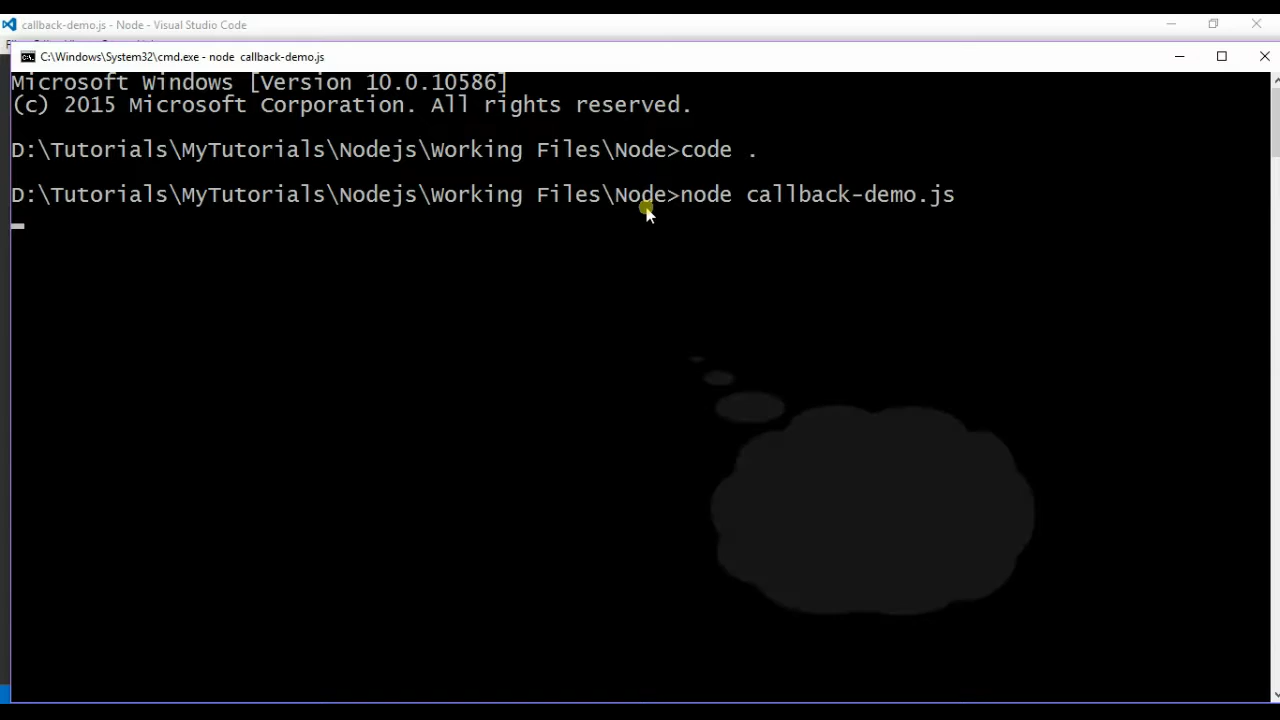 callback-demo.js - Node - Visual Studio Code
C:\Windows\System32\cmd.exe - node  callback-demo.js
Microsoft Windows [Version 10.0.10586]
(c) 2015 Microsoft Corporation. All rights reserved.
D:\Tutorials\MyTutorials\Nodejs\Working Files\Node>code .
D:\Tutorials\MyTutorials\Nodejs\Working Files\Node>node callback-demo.js